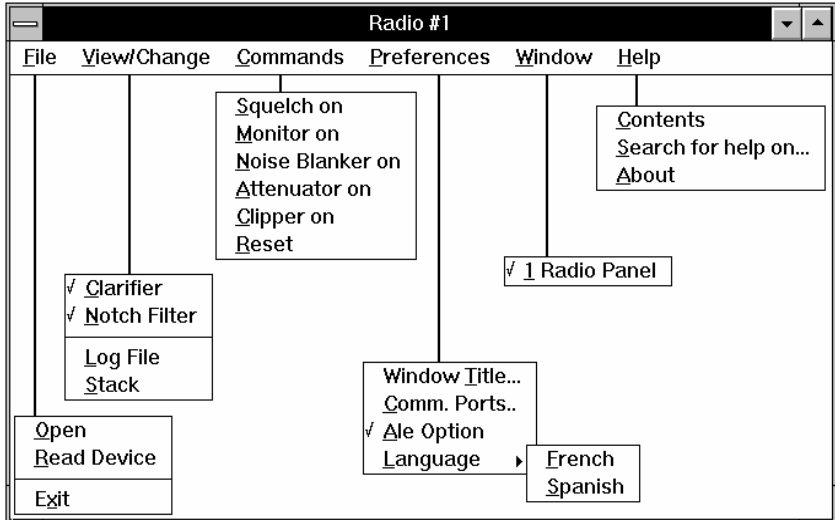 Radio #1
File View/Change Commands Preferences Window Help
Squelch on
Monitor on
Noise Blanker on
Attenuator on
Clipper on
Reset
Contents
Search for help on...
About
√ 1 Radio Panel
√ Clarifier
√ Notch Filter
Log File
Stack
Window Title...
Comm. Ports..
√ Ale Option
Language
French
Spanish
Open
Read Device
Exit